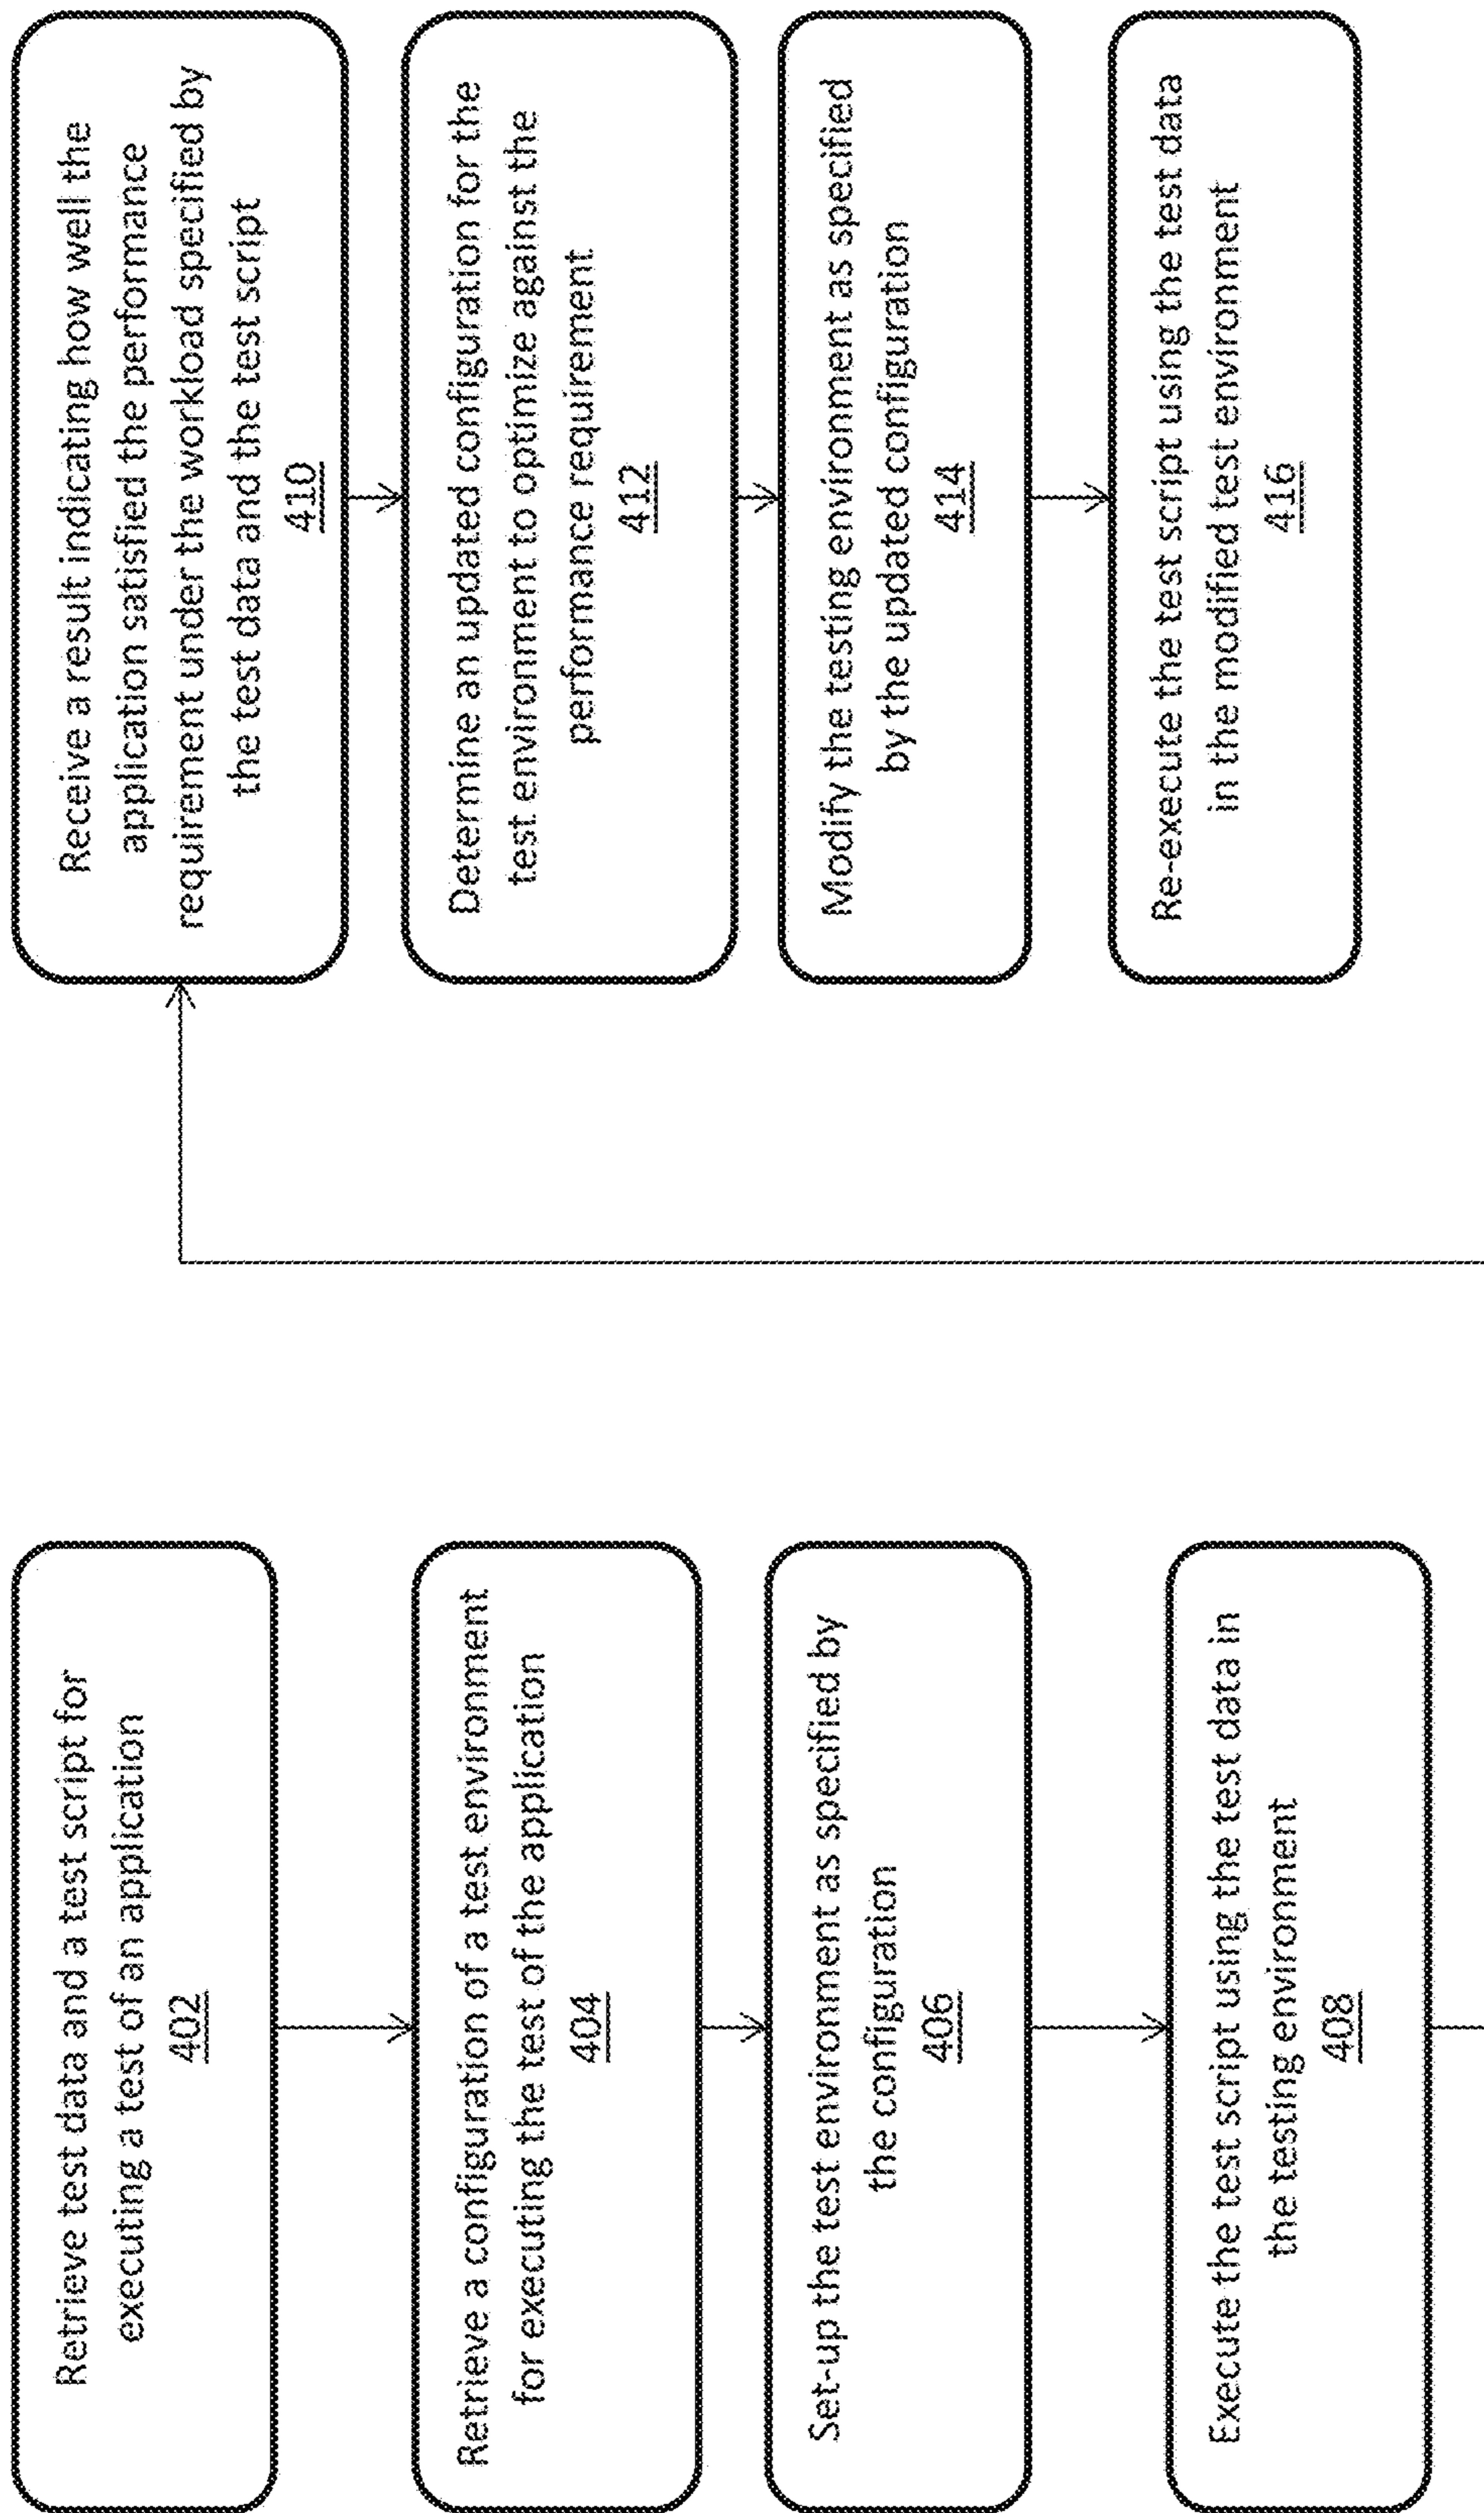 Retrieve test data and a test script for
executing a test of an application
402
Retrieve a configuration of a test environment
for executing the test of the application
404
Set-up the test environment as specified by
the configuration
406
Execute the test script using the test data in
the testing environment
408
Receive a result indicating how well the
application satisfied the performance
requirement under the workload specified by
the test data and the test script
410
Determine an updated configuration for the
test environment to optimize against the
performance requirement
412
Modify the testing environment as specified
by the updated configuration
414
Re-execute the test script using the test data
in the modified test environment
416